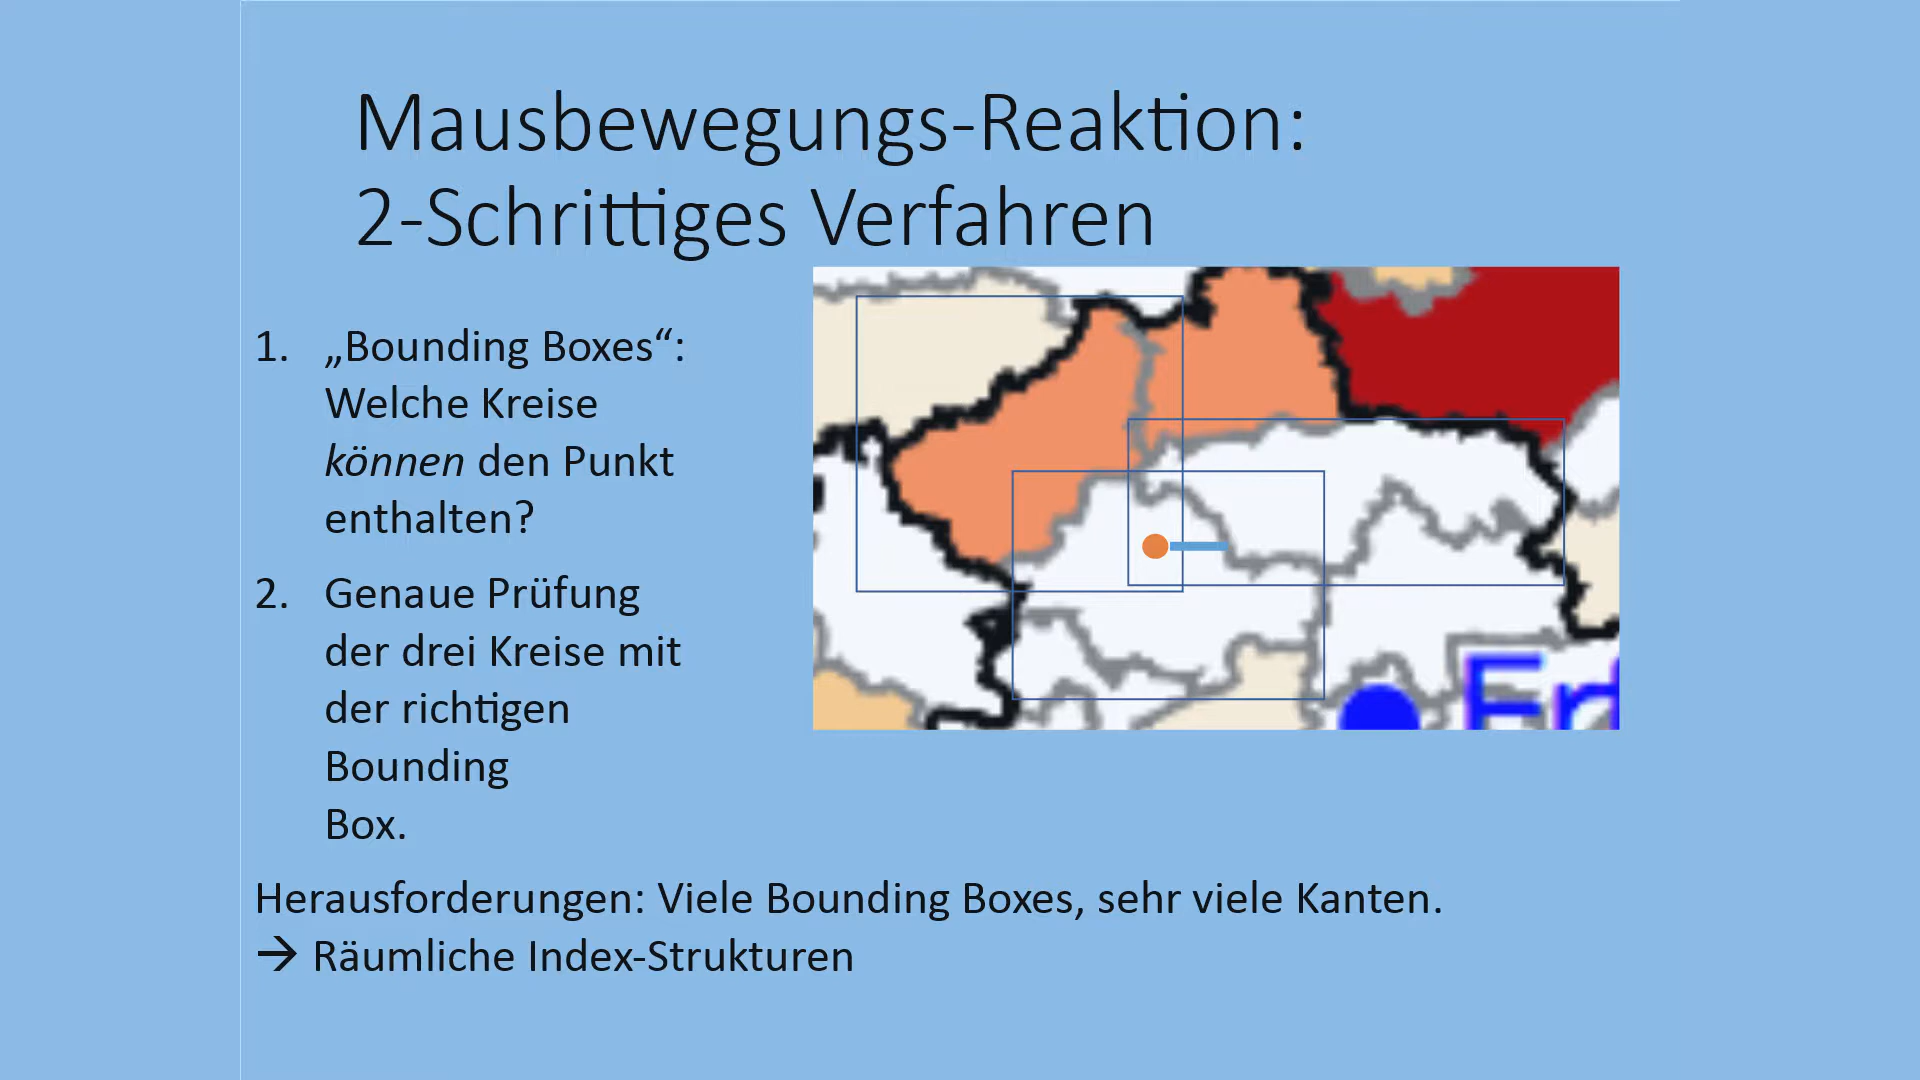 Mausbewegungs-Reaktion:
2-Schrittiges Verfahren
1. „Bounding Boxes“:
Welche Kreise
können den Punkt
enthalten?
2. Genaue Prüfung
der drei Kreise mit
der richtigen
Bounding
Box.
Herausforderungen: Viele Bounding Boxes, sehr viele Kanten.
→ Räumliche Index-Strukturen